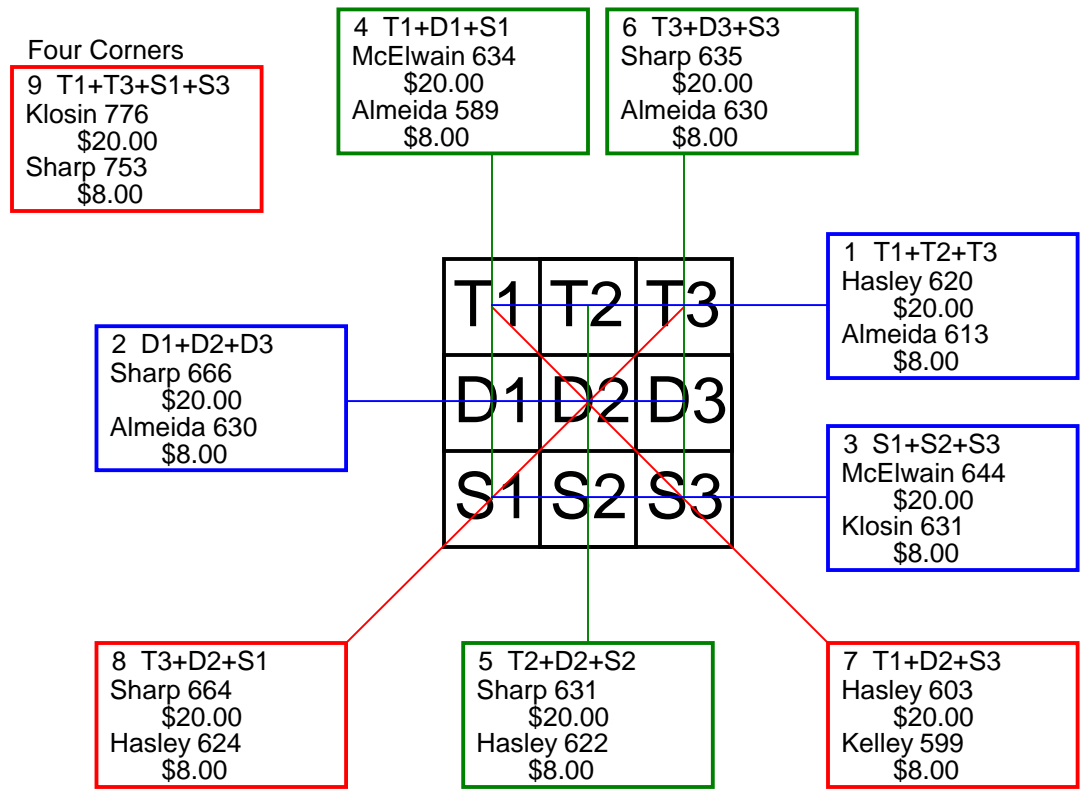 4 T1+D1+S1
McElwain 634
$20.00
Almeida 589
$8.00
6 T3+D3+S3
Sharp 635
$20.00
Almeida 630
$8.00
Four Corners
9 T1+T3+S1+S3
Klosin 776
$20.00
Sharp 753
$8.00
1 T1+T2+T3
Hasley 620
$20.00
Almeida 613
$8.00
T1 T2 T3
D1 D2 D3
S1 S2 S3
2 D1+D2+D3
Sharp 666
$20.00
Almeida 630
$8.00
3 S1+S2+S3
McElwain 644
$20.00
Klosin 631
$8.00
8 T3+D2+S1
Sharp 664
$20.00
Hasley 624
$8.00
5 T2+D2+S2
Sharp 631
$20.00
Hasley 622
$8.00
7 T1+D2+S3
Hasley 603
$20.00
Kelley 599
$8.00